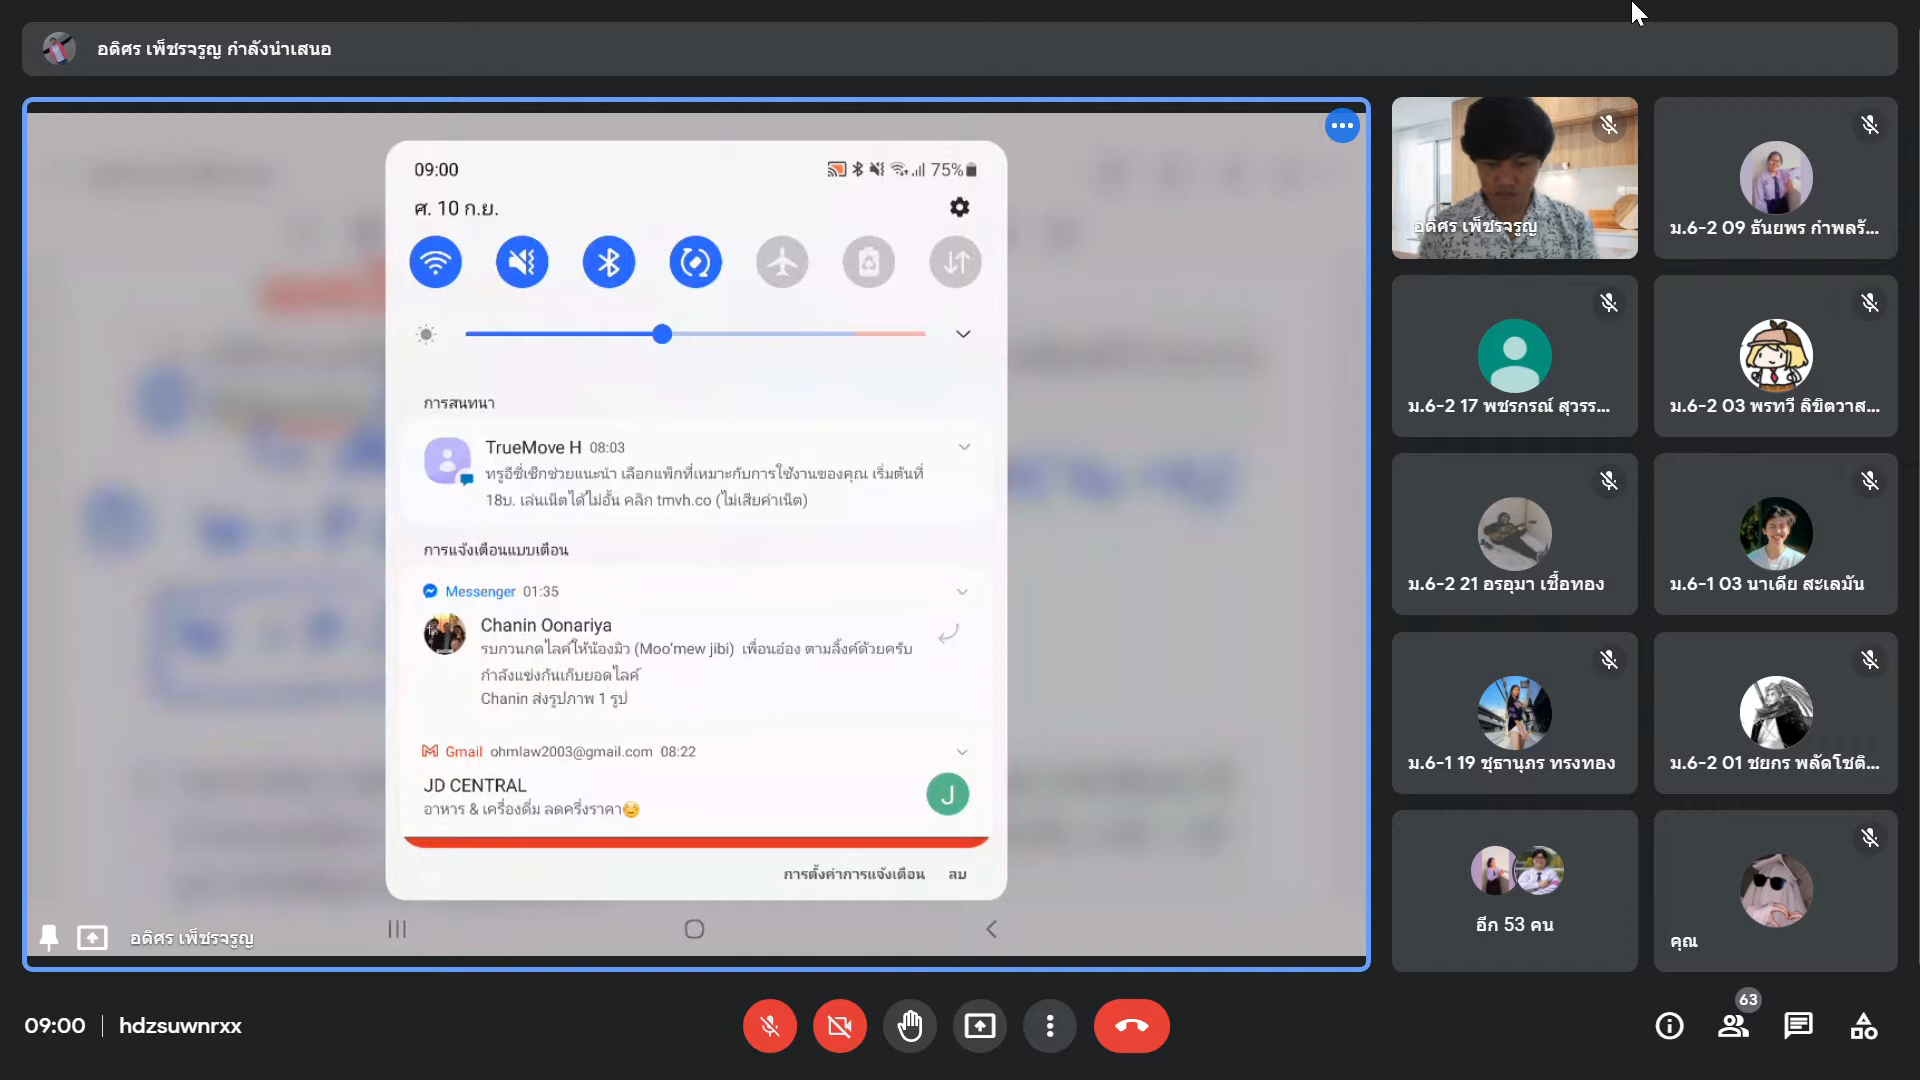 อดิศร เพ็ชรจรูญ กำลังนำเสนอ
09:00
75%
ศ. 10 ก.ย.
การสนทนา
TrueMove H 08:03
ทรูอีซี่เช็กช่วยแนะนำ เลือกแพ็กที่เหมาะกับการใช้งานของคุณ เริ่มต้นที่
18บ. เล่นเน็ตได้ไม่อั้น คลิก tmvh.co (ไม่เสียค่าเน็ต)
การแจ้งเตือนแบบเตือน
Messenger 01:35
Chanin Oonariya
รบกวนกดไลค์ให้น้องมิว (Moo'mew jibi) เพื่อนอ๋อง ตามลิ้งค์ด้วยครับ
กำลังแข่งกันเก็บยอดไลค์
Chanin ส่งรูปภาพ 1 รูป
Gmail ohmlaw2003@gmail.com 08:22
JD CENTRAL
อาหาร & เครื่องดื่ม ลดครึ่งราคา😊
J
การตั้งค่าการแจ้งเตือน ลบ
อดิศร เพ็ชรจรูญ
อดิศร เพ็ชรจรูญ
ม.6-2 09 ธันยพร กำพลรั...
ม.6-2 17 พชรกรณ์ สุวรร...
ม.6-2 03 พรทวี ลิขิตวาส...
ม.6-2 21 อรอุมา เชื้อทอง
ม.6-1 03 นาเดีย สะเลมัน
ม.6-1 19 ชุธานุภร ทรงทอง
ม.6-2 01 ชยกร พลัดโชติ...
อีก 53 คน
คุณ
09:00 | hdzsuwnrxx
63